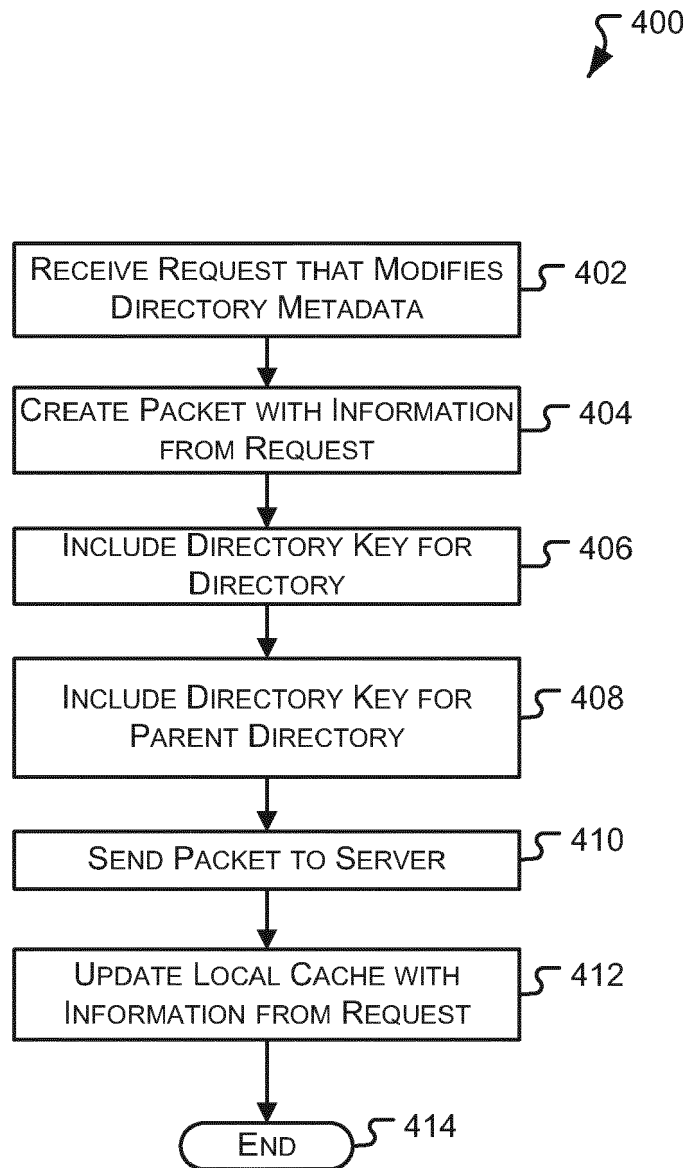 400
RECEIVE REQUEST THAT MODIFIES
DIRECTORY METADATA
402
CREATE PACKET WITH INFORMATION
FROM REQUEST
404
INCLUDE DIRECTORY KEY FOR
DIRECTORY
406
INCLUDE DIRECTORY KEY FOR
PARENT DIRECTORY
408
SEND PACKET TO SERVER
410
UPDATE LOCAL CACHE WITH
INFORMATION FROM REQUEST
412
END
414